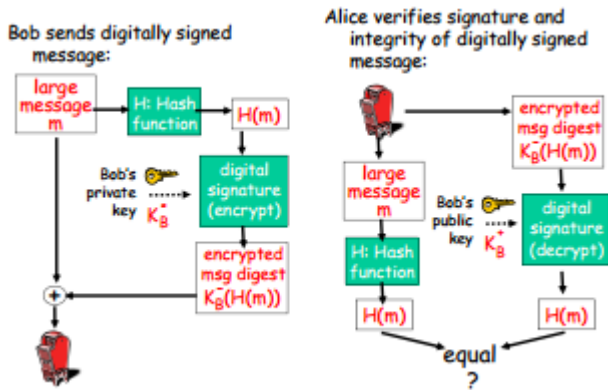 Bob sends digitally signed
message:
large
message
m
H: Hash
function
H(m)
Bob's
private
key
K_B^-
digital
signature
(encrypt)
encrypted
msg digest
K_B^-(H(m))
+
Alice verifies signature and
integrity of digitally signed
message:
encrypted
msg digest
K_B^-(H(m))
large
message
m
Bob's
public
key
K_B^+
digital
signature
(decrypt)
H: Hash
function
H(m)
H(m)
equal
?